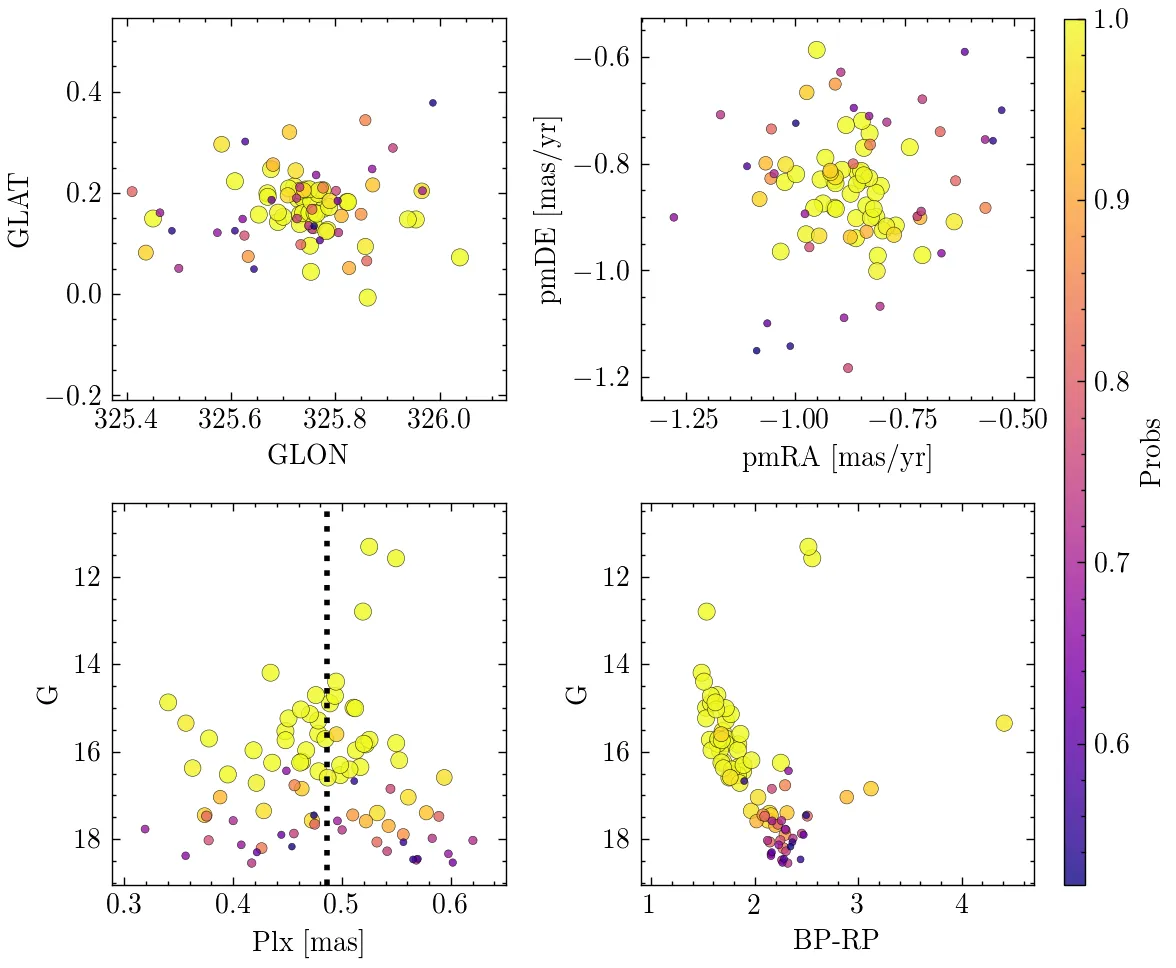 0.4
0.2
0.0
−0.2
GLAT
325.4 325.6 325.8 326.0
GLON
−0.6
−0.8
−1.0
−1.2
pmDE [mas/yr]
−1.25 −1.00 −0.75 −0.50
pmRA [mas/yr]
12
14
16
18
G
0.3 0.4 0.5 0.6
Plx [mas]
12
14
16
18
G
1 2 3 4
BP-RP
1.0
0.9
0.8
0.7
0.6
Probs